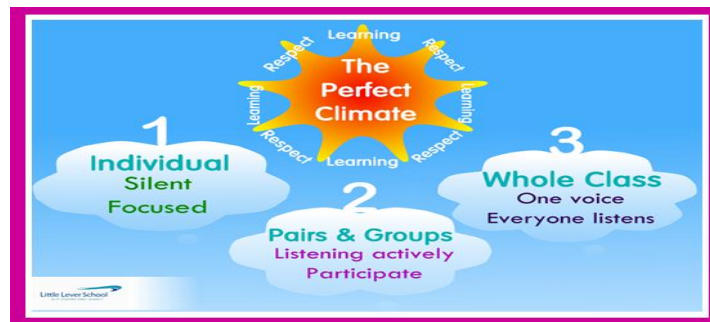 Learning
Respect
Respect
Learning
Learning
Respect
Respect
Learning
The
Perfect
Climate
1
Individual
Silent
Focused
2
Pairs & Groups
Listening actively
Participate
3
Whole Class
One voice
Everyone listens
Little Lever School